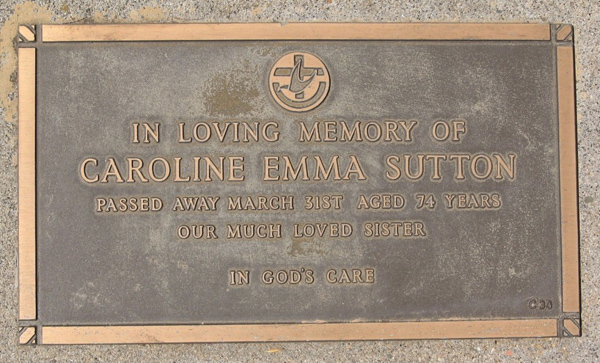 IN LOVING MEMORY OF
CAROLINE EMMA SUTTON
PASSED AWAY MARCH 31ST AGED 74 YEARS
OUR MUCH LOVED SISTER
IN GOD'S CARE